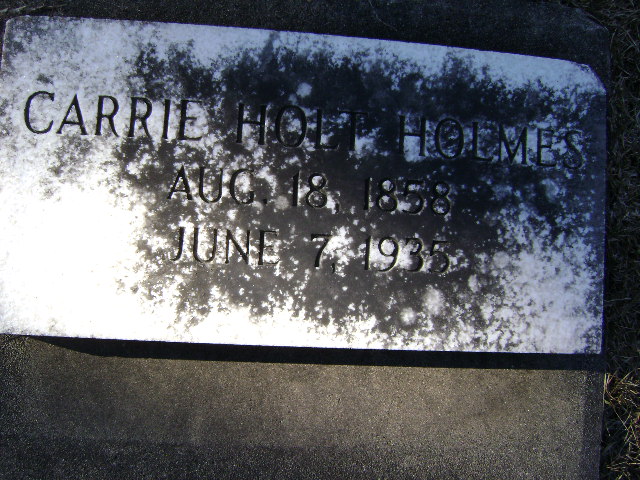 CARRIE HOLT HOLMES
AUG. 18, 1858
JUNE 7, 1935